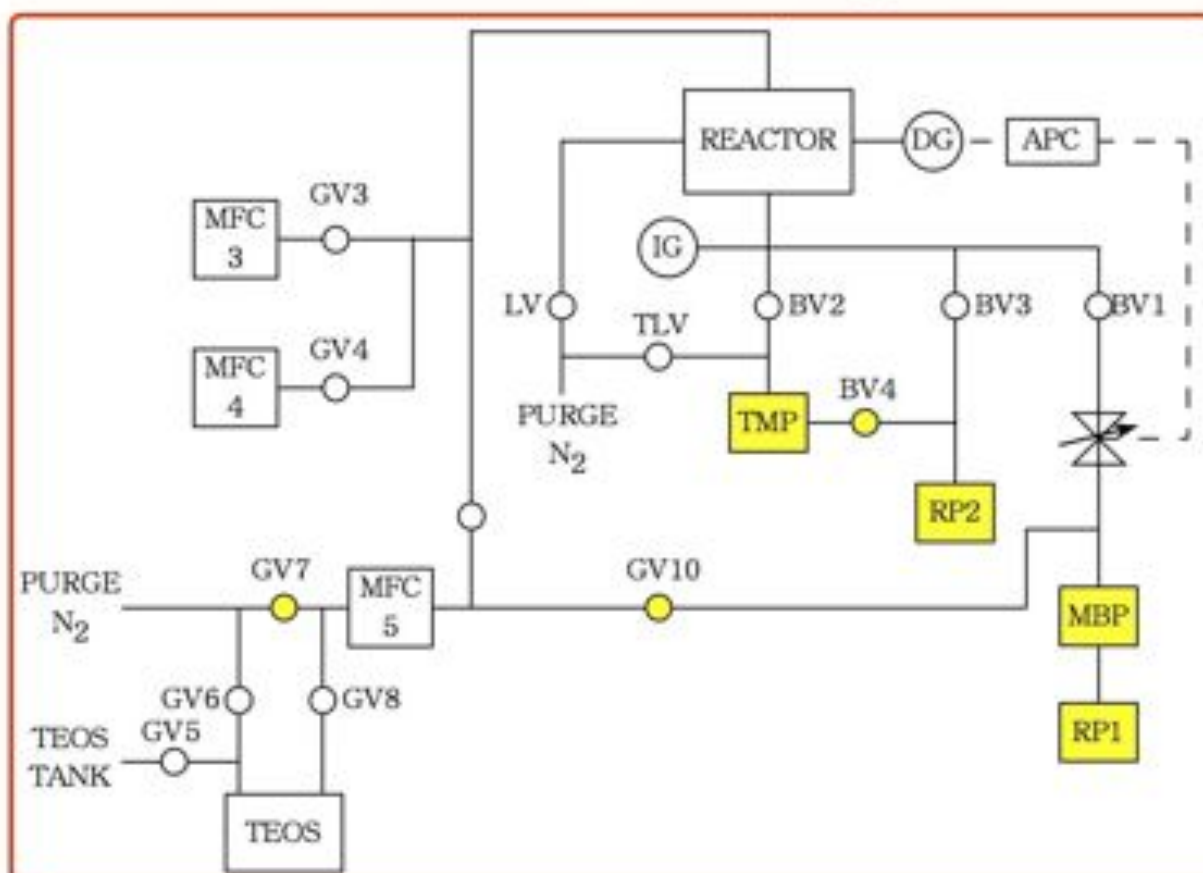 REACTOR
DG
APC
GV3
MFC
3
IG
LV
BV2
BV3
BV1
TLV
GV4
MFC
4
PURGE
N2
TMP
BV4
RP2
PURGE
N2
GV7
MFC
5
GV10
MBP
GV6
GV8
TEOS
TANK
GV5
RP1
TEOS